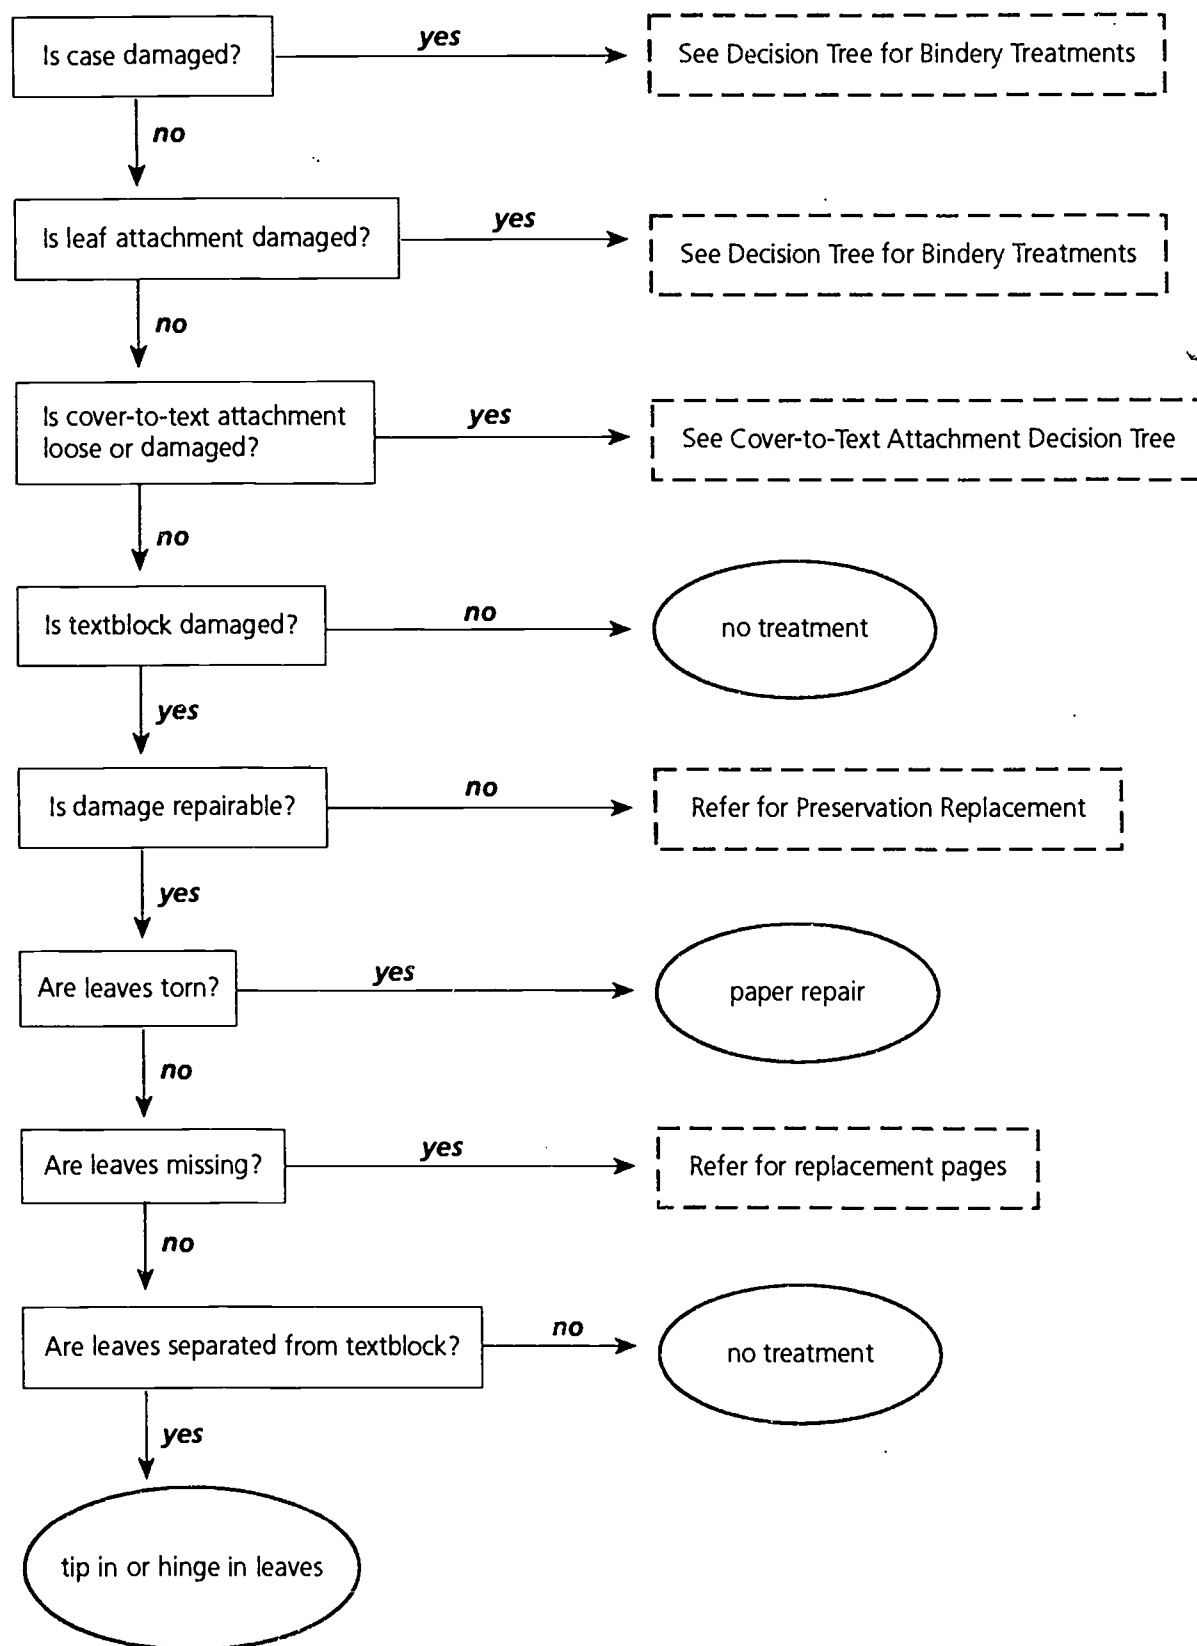 Is case damaged?
yes
See Decision Tree for Bindery Treatments
no
Is leaf attachment damaged?
yes
See Decision Tree for Bindery Treatments
no
Is cover-to-text attachment
loose or damaged?
yes
See Cover-to-Text Attachment Decision Tree
no
Is textblock damaged?
no
no treatment
yes
Is damage repairable?
no
Refer for Preservation Replacement
yes
Are leaves torn?
yes
paper repair
no
Are leaves missing?
yes
Refer for replacement pages
no
Are leaves separated from textblock?
no
no treatment
yes
tip in or hinge in leaves